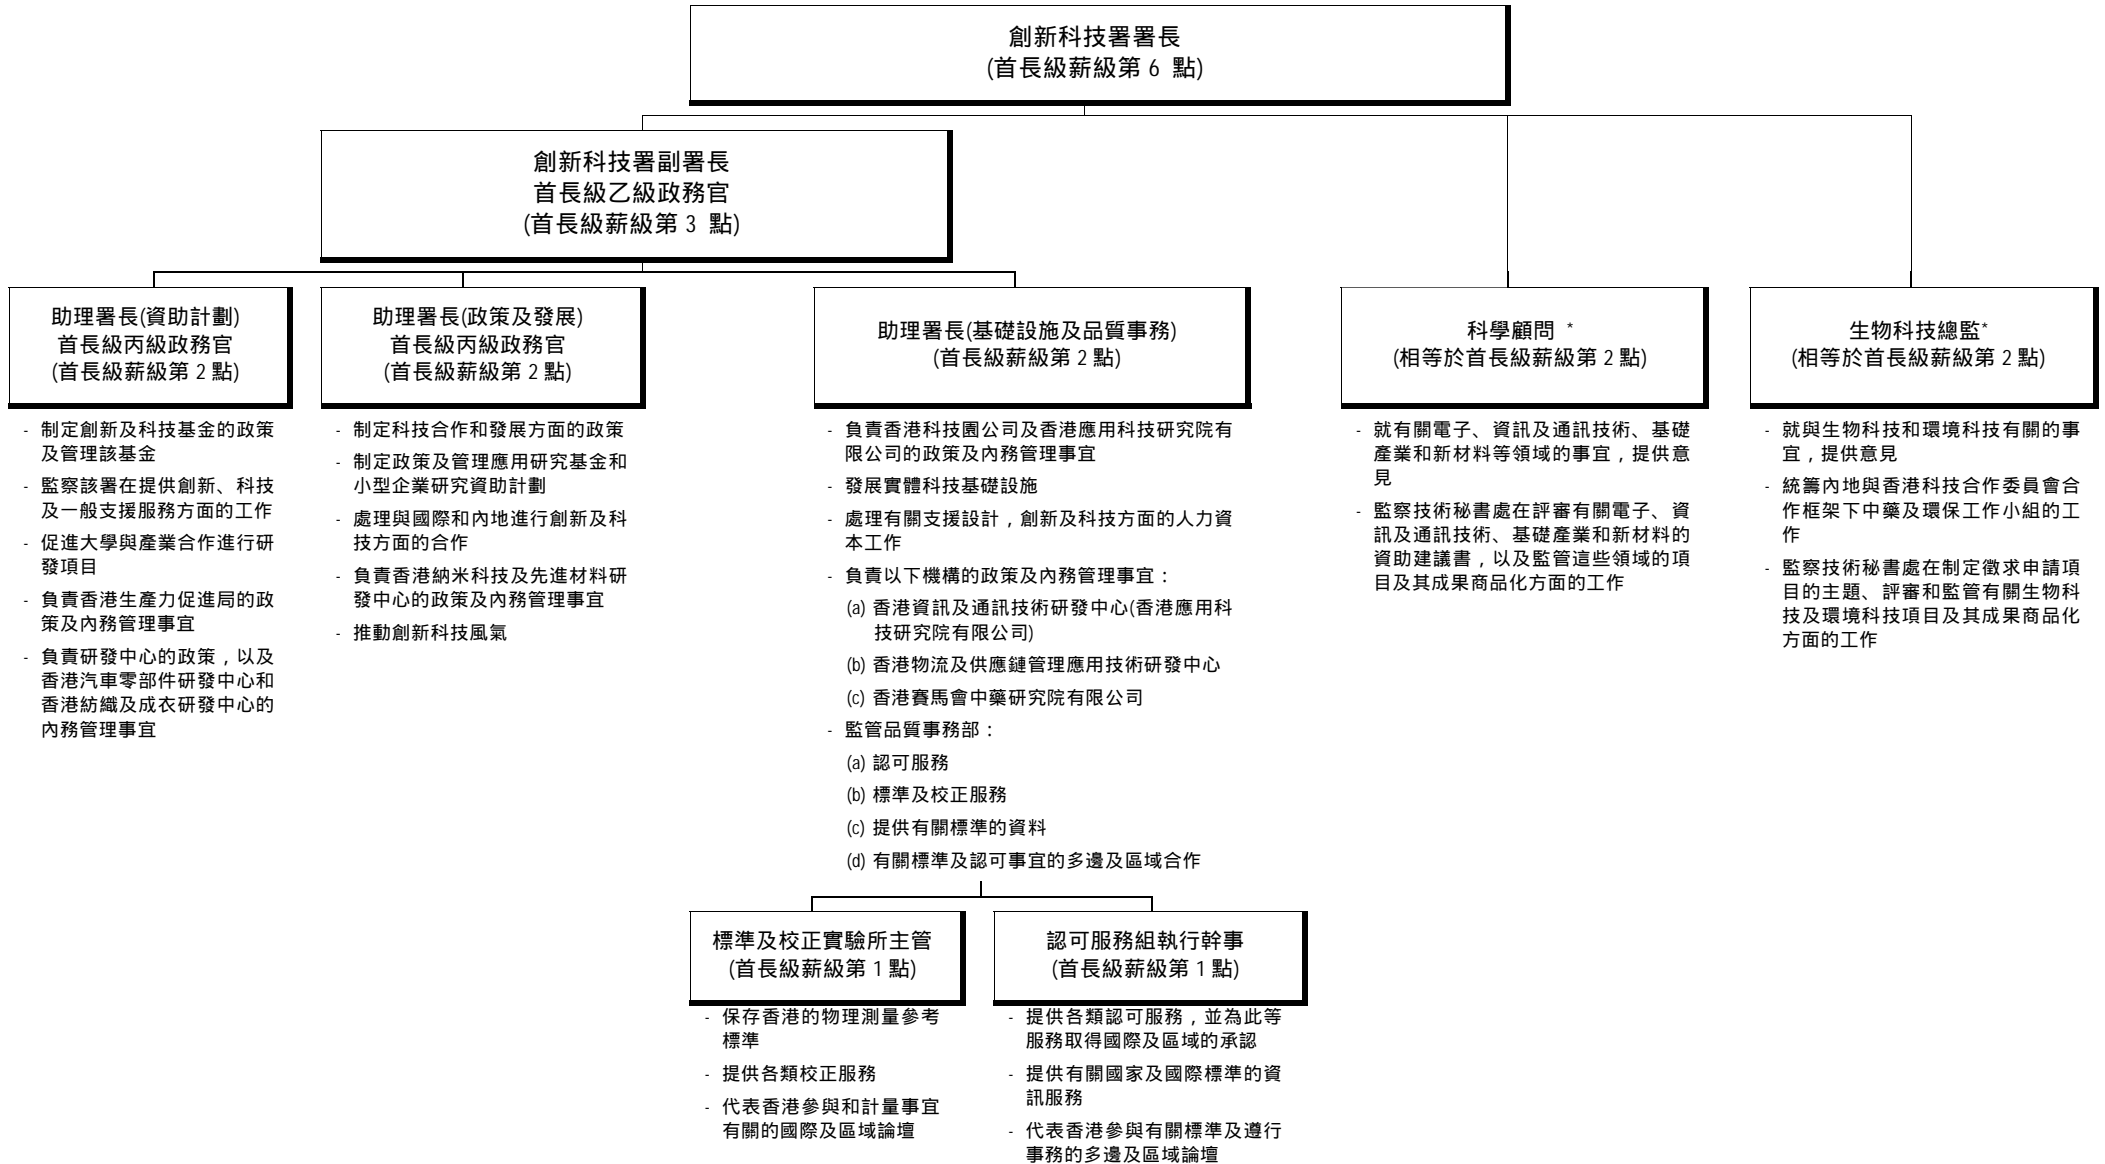 創新科技署署長
(首長級薪級第 6 點)
創新科技署副署長
首長級乙級政務官
(首長級薪級第 3 點)
助理署長(資助計劃)
首長級丙級政務官
(首長級薪級第 2 點)
- 制定創新及科技基金的政策
及管理該基金
- 監察該署在提供創新、科技
及一般支援服務方面的工作
- 促進大學與產業合作進行研
發項目
- 負責香港生產力促進局的政
策及內務管理事宜
- 負責研發中心的政策，以及
香港汽車零部件研發中心和
香港紡織及成衣研發中心的
內務管理事宜
助理署長(政策及發展)
首長級丙級政務官
(首長級薪級第 2 點)
- 制定科技合作和發展方面的政策
- 制定政策及管理應用研究基金和
小型企業研究資助計劃
- 處理與國際和內地進行創新及科
技方面的合作
- 負責香港納米科技及先進材料研
發中心的政策及內務管理事宜
- 推動創新科技風氣
助理署長(基礎設施及品質事務)
(首長級薪級第 2 點)
- 負責香港科技園公司及香港應用科技研究院有
限公司的政策及內務管理事宜
- 發展實體科技基礎設施
- 處理有關支援設計，創新及科技方面的人力資
本工作
- 負責以下機構的政策及內務管理事宜：
(a) 香港資訊及通訊技術研發中心(香港應用科
技研究院有限公司)
(b) 香港物流及供應鏈管理應用技術研發中心
(c) 香港賽馬會中藥研究院有限公司
- 監管品質事務部：
(a) 認可服務
(b) 標準及校正服務
(c) 提供有關標準的資料
(d) 有關標準及認可事宜的多邊及區域合作
標準及校正實驗所主管
(首長級薪級第 1 點)
- 保存香港的物理測量參考
標準
- 提供各類校正服務
- 代表香港參與和計量事宜
有關的國際及區域論壇
認可服務組執行幹事
(首長級薪級第 1 點)
- 提供各類認可服務，並為此等
服務取得國際及區域的承認
- 提供有關國家及國際標準的資
訊服務
- 代表香港參與有關標準及遵行
事務的多邊及區域論壇
科學顧問 *
(相等於首長級薪級第 2 點)
- 就有關電子、資訊及通訊技術、基礎
產業和新材料等領域的事宜，提供意
見
- 監察技術秘書處在評審有關電子、資
訊及通訊技術、基礎產業和新材料的
資助建議書，以及監管這些領域的項
目及其成果商品化方面的工作
生物科技總監*
(相等於首長級薪級第 2 點)
- 就與生物科技和環境科技有關的事
宜，提供意見
- 統籌內地與香港科技合作委員會合
作框架下中藥及環保工作小組的工
作
- 監察技術秘書處在制定徵求申請項
目的主題、評審和監管有關生物科
技及環境科技項目及其成果商品化
方面的工作